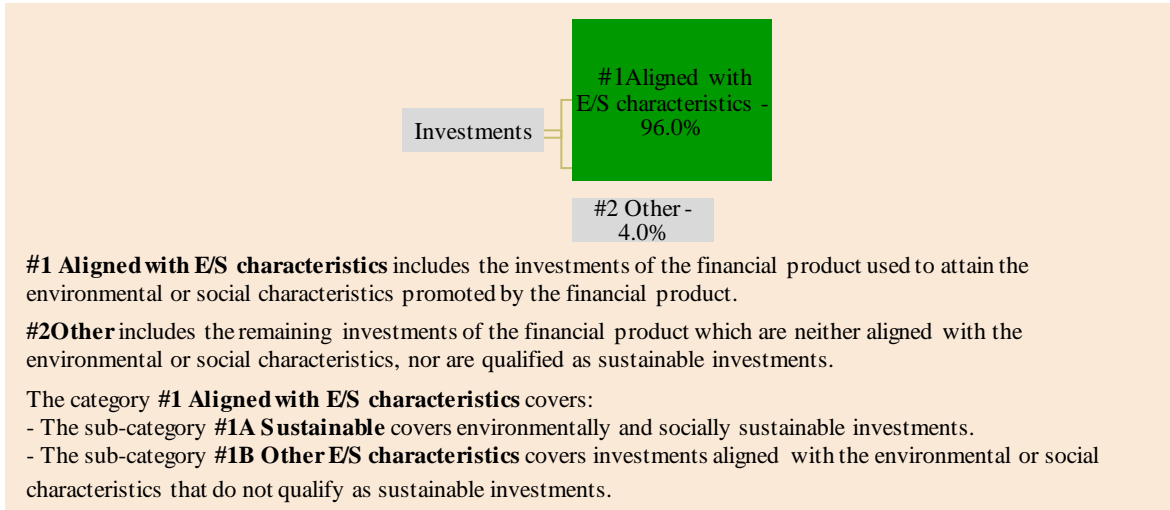 #1Aligned with
E/S characteristics -
96.0%
Investments
#2 Other -
4.0%
#1 Aligned with E/S characteristics includes the investments of the financial product used to attain the
environmental or social characteristics promoted by the financial product.
#2Other includes the remaining investments of the financial product which are neither aligned with the
environmental or social characteristics, nor are qualified as sustainable investments.
The category #1 Aligned with E/S characteristics covers:
- The sub-category #1A Sustainable covers environmentally and socially sustainable investments.
- The sub-category #1B Other E/S characteristics covers investments aligned with the environmental or social
characteristics that do not qualify as sustainable investments.